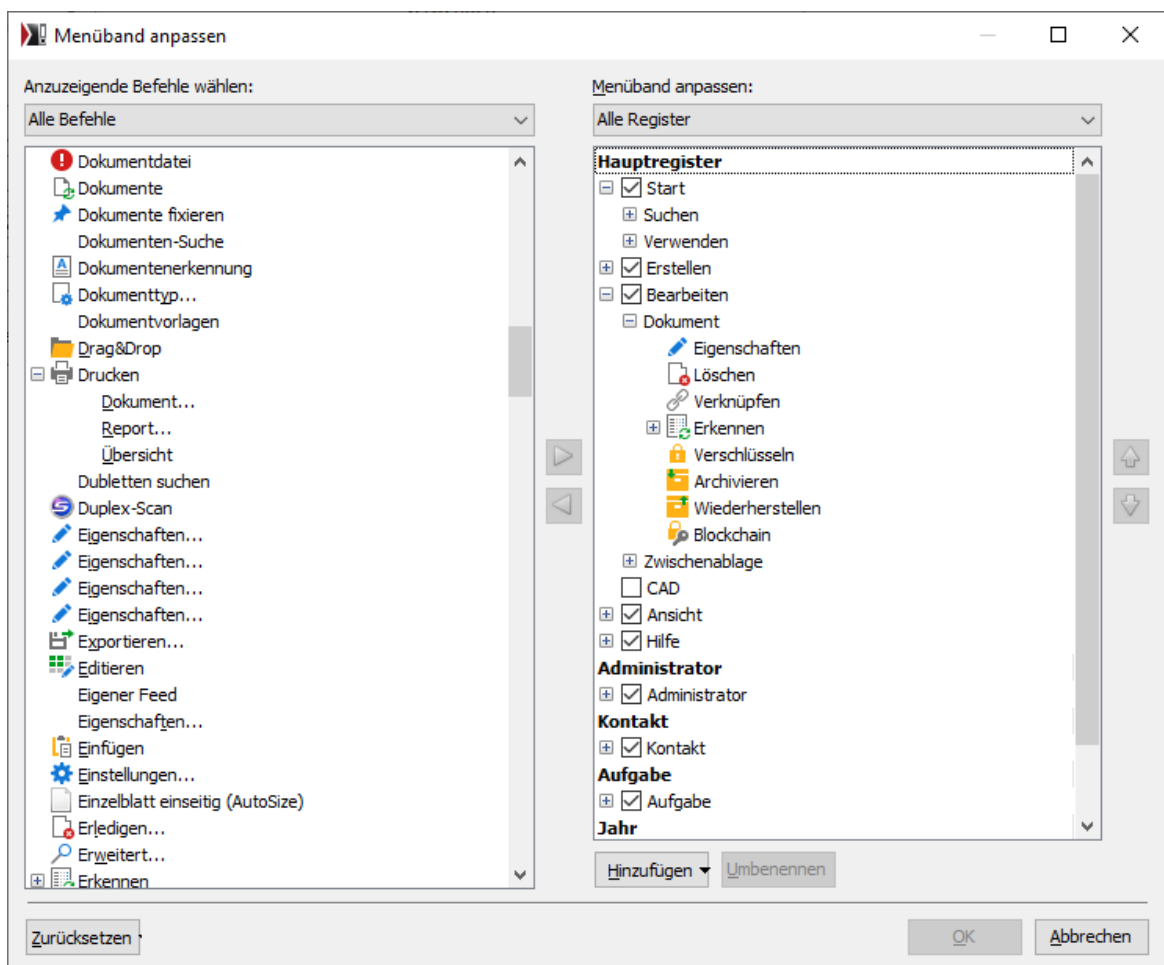 Menüband anpassen
Anzuzeigende Befehle wählen:
Alle Befehle
Dokumentdatei
Dokumente
Dokumente fixieren
Dokumenten-Suche
Dokumentenerkennung
Dokumenttyp...
Dokumentvorlagen
Drag&Drop
Drucken
Dokument...
Report...
Übersicht
Dubletten suchen
Duplex-Scan
Eigenschaften...
Eigenschaften...
Eigenschaften...
Eigenschaften...
Exportieren...
Editieren
Eigener Feed
Eigenschaften...
Einfügen
Einstellungen...
Einzelblatt einseitig (AutoSize)
Erledigen...
Erweitert...
Erkennen
Menüband anpassen:
Alle Register
Hauptregister
Start
Suchen
Verwenden
Erstellen
Bearbeiten
Dokument
Eigenschaften
Löschen
Verknüpfen
Erkennen
Verschlüsseln
Archivieren
Wiederherstellen
Blockchain
Zwischenablage
CAD
Ansicht
Hilfe
Administrator
Administrator
Kontakt
Kontakt
Aufgabe
Aufgabe
Jahr
Hinzufügen
Umbenennen
Zurücksetzen
OK
Abbrechen